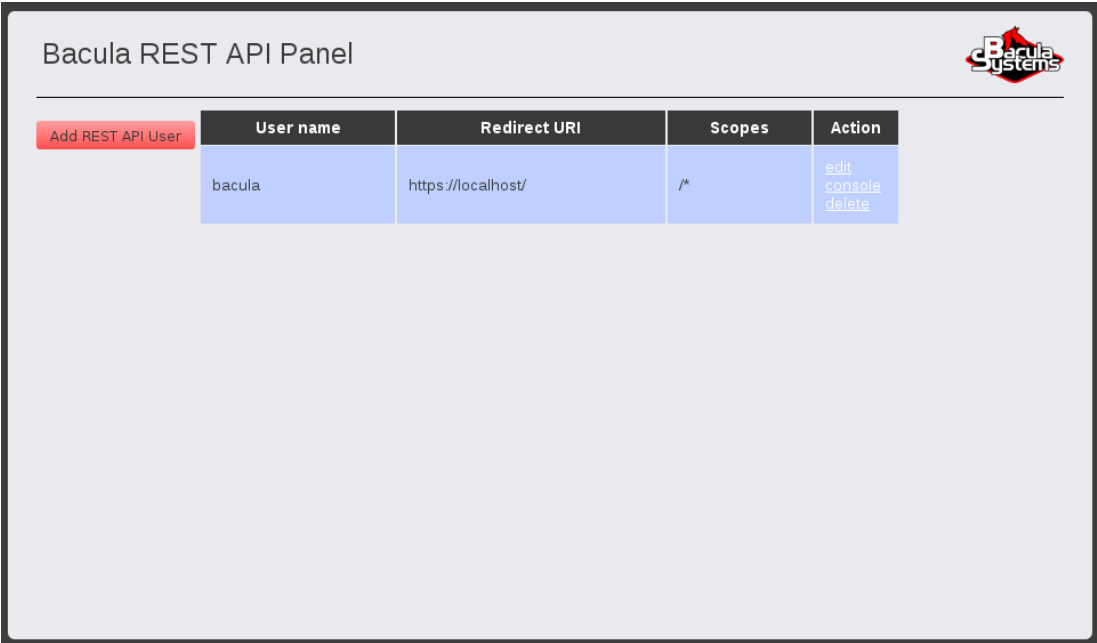 Bacula REST API Panel
Bacula
Systems
Add REST API User
User name Redirect URI Scopes Action
bacula https://localhost/ /* edit
console
delete